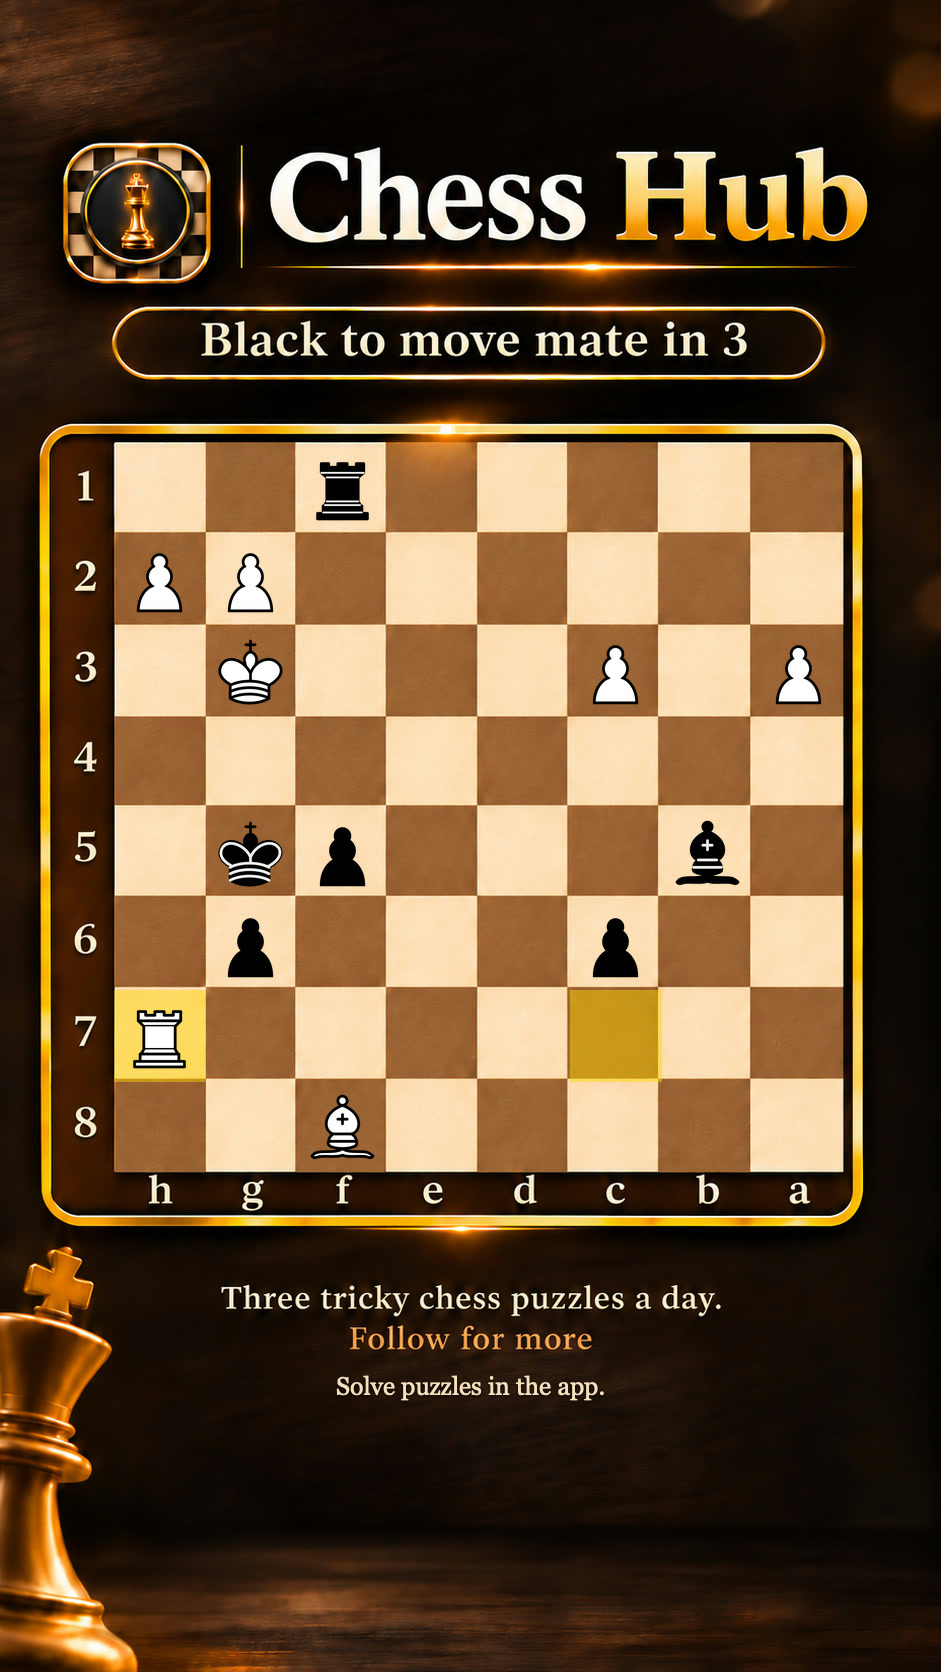 Chess Hub
Black to move mate in 3
1
2
3
4
5
6
7
8
h g f e d c b a
Three tricky chess puzzles a day.
Follow for more
Solve puzzles in the app.